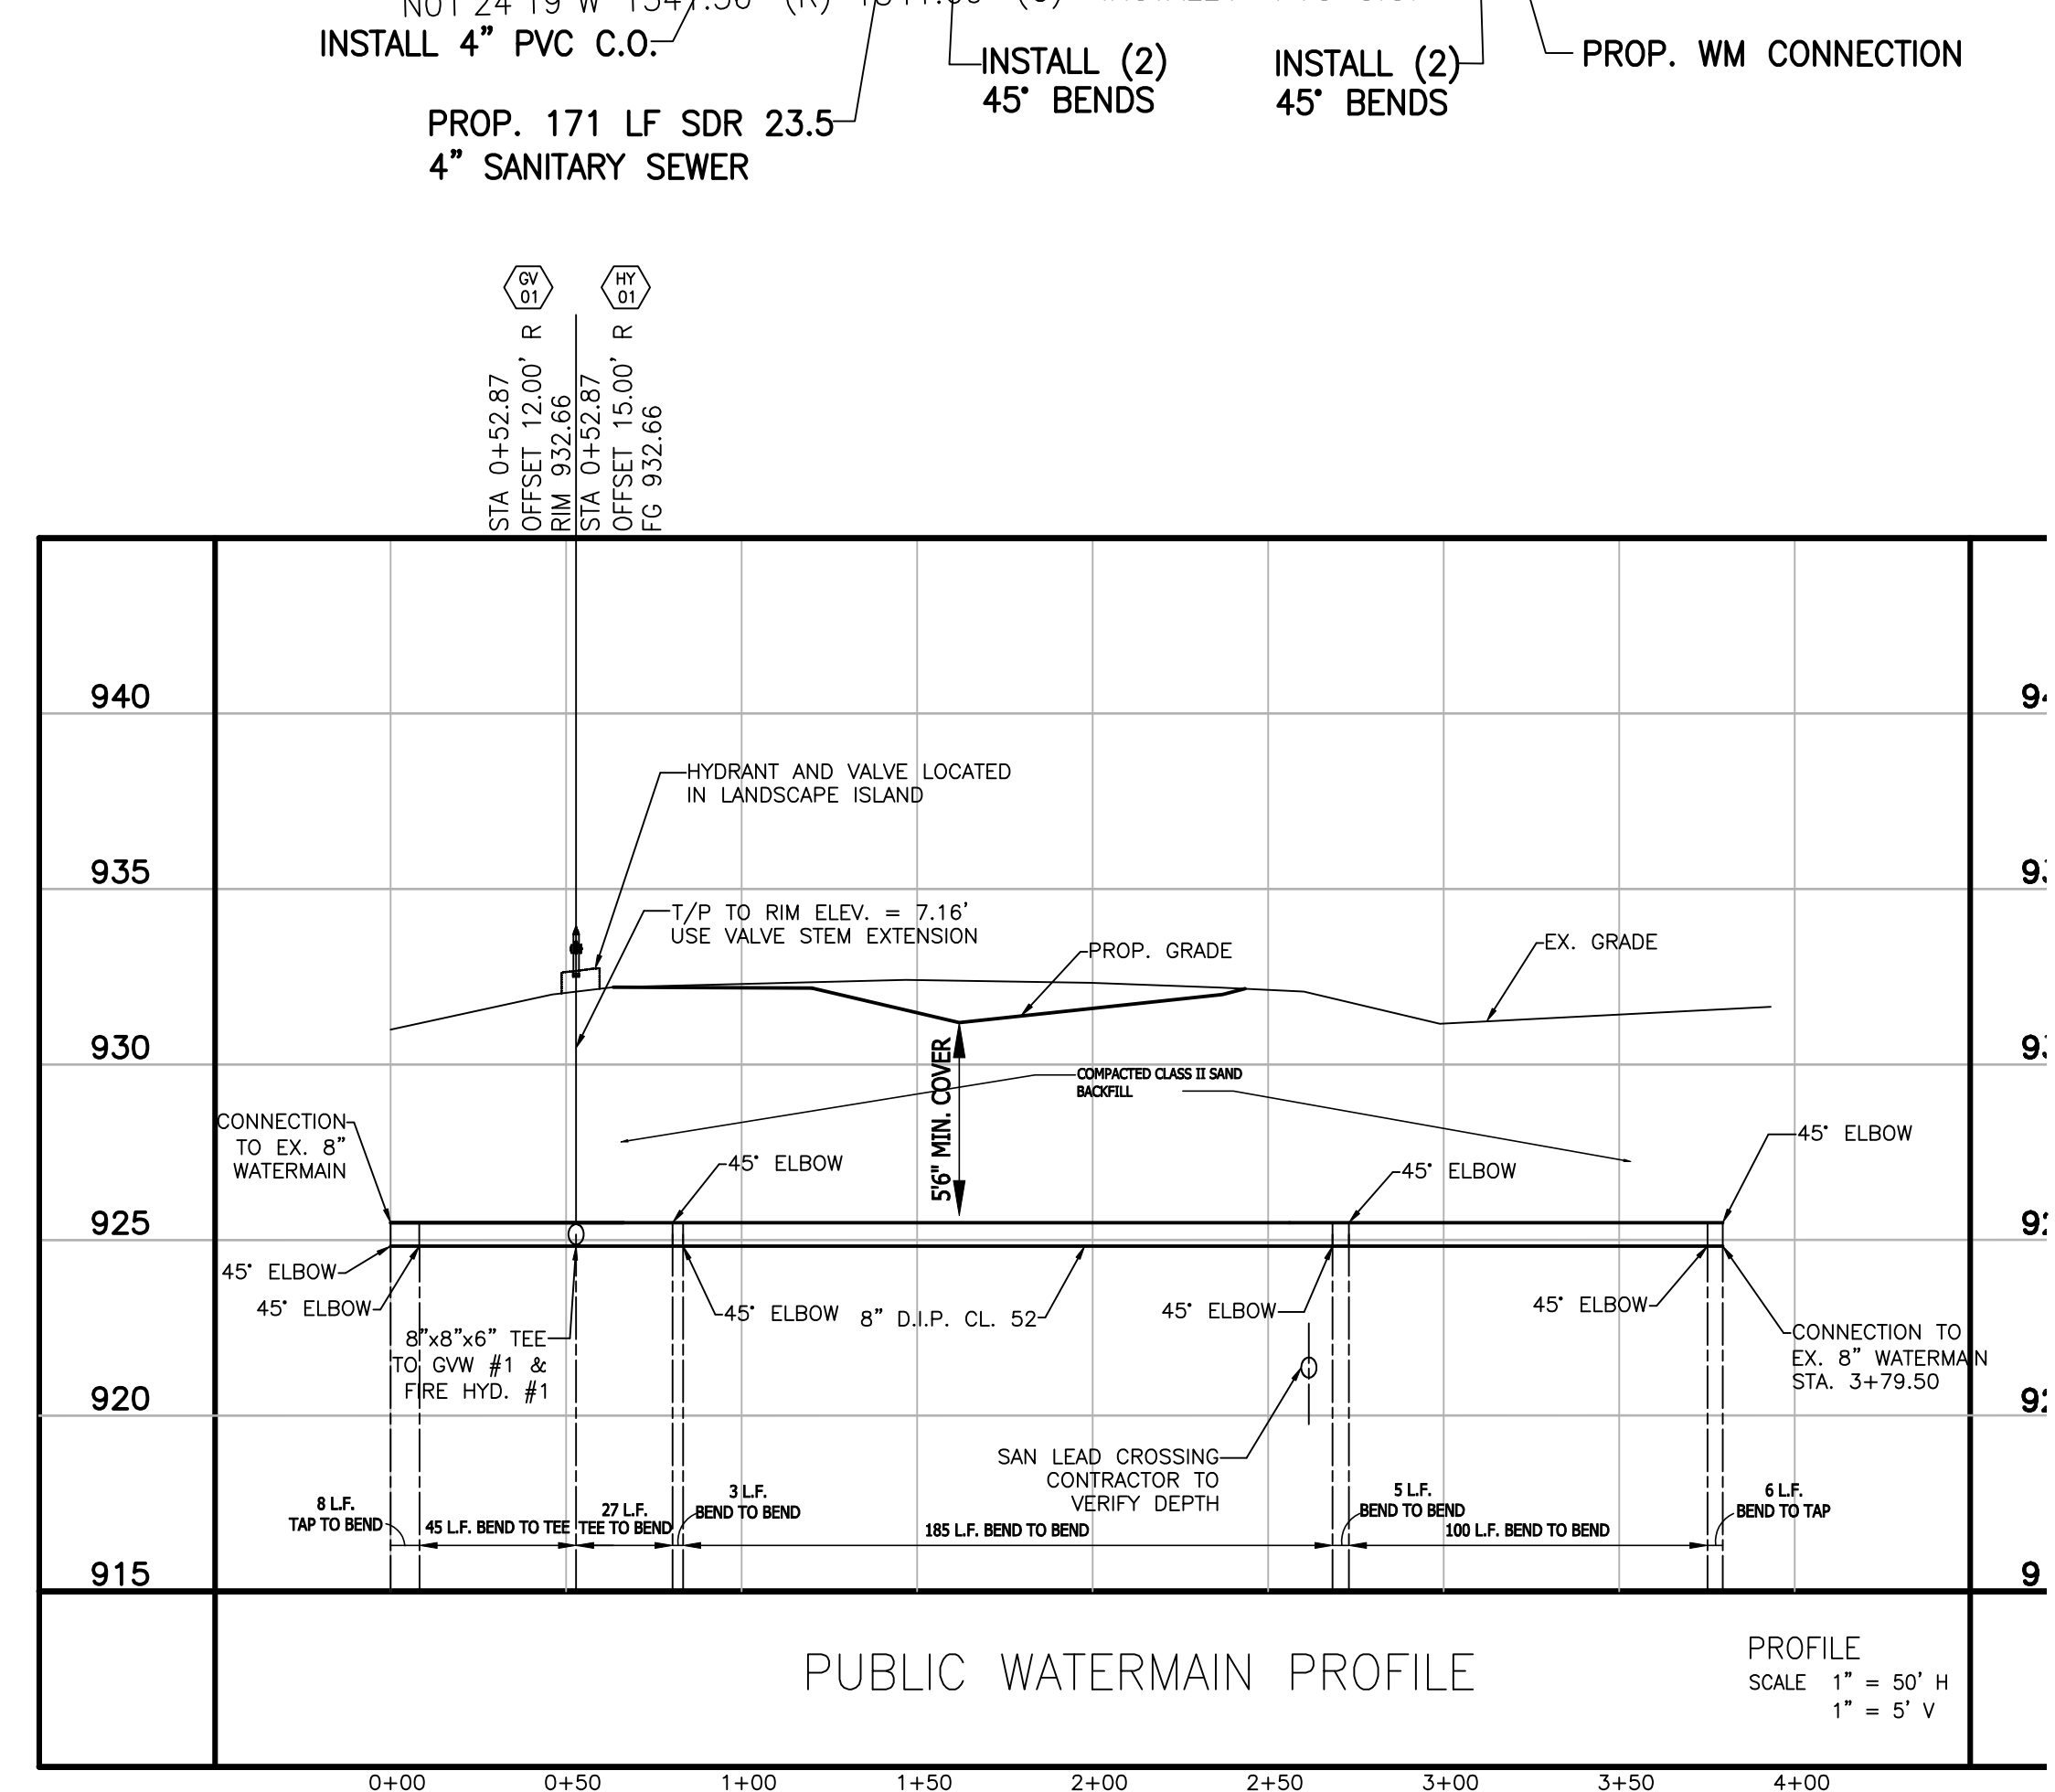 INSTALL 4" PVC C.O.
INSTALL (2)
45° BENDS
INSTALL (2)
45° BENDS
PROP. WM CONNECTION
PROP. 171 LF SDR 23.5
4" SANITARY SEWER
GV
01
HY
01
STA 0+52.87
OFFSET 12.00' R
RIM 932.66
STA 0+52.87
OFFSET 15.00' R
FG 932.66
940
HYDRANT AND VALVE LOCATED
IN LANDSCAPE ISLAND
935
T/P TO RIM ELEV. = 7.16'
USE VALVE STEM EXTENSION
PROP. GRADE
EX. GRADE
930
5'6" MIN. COVER
COMPACTED CLASS II SAND
BACKFILL
CONNECTION
TO EX. 8"
WATERMAIN
45° ELBOW
45° ELBOW
45° ELBOW
925
45° ELBOW
45° ELBOW
8"x8"x6" TEE
TO GVW #1 &
FIRE HYD. #1
45° ELBOW
8" D.I.P. CL. 52
45° ELBOW
45° ELBOW
CONNECTION TO
EX. 8" WATERMAIN
STA. 3+79.50
920
SAN LEAD CROSSING
CONTRACTOR TO
VERIFY DEPTH
8 L.F.
TAP TO BEND
45 L.F. BEND TO TEE
27 L.F.
TEE TO BEND
3 L.F.
BEND TO BEND
185 L.F. BEND TO BEND
5 L.F.
BEND TO BEND
100 L.F. BEND TO BEND
6 L.F.
BEND TO TAP
915
PUBLIC WATERMAIN PROFILE
PROFILE
SCALE 1" = 50' H
1" = 5' V
0+00 0+50 1+00 1+50 2+00 2+50 3+00 3+50 4+00